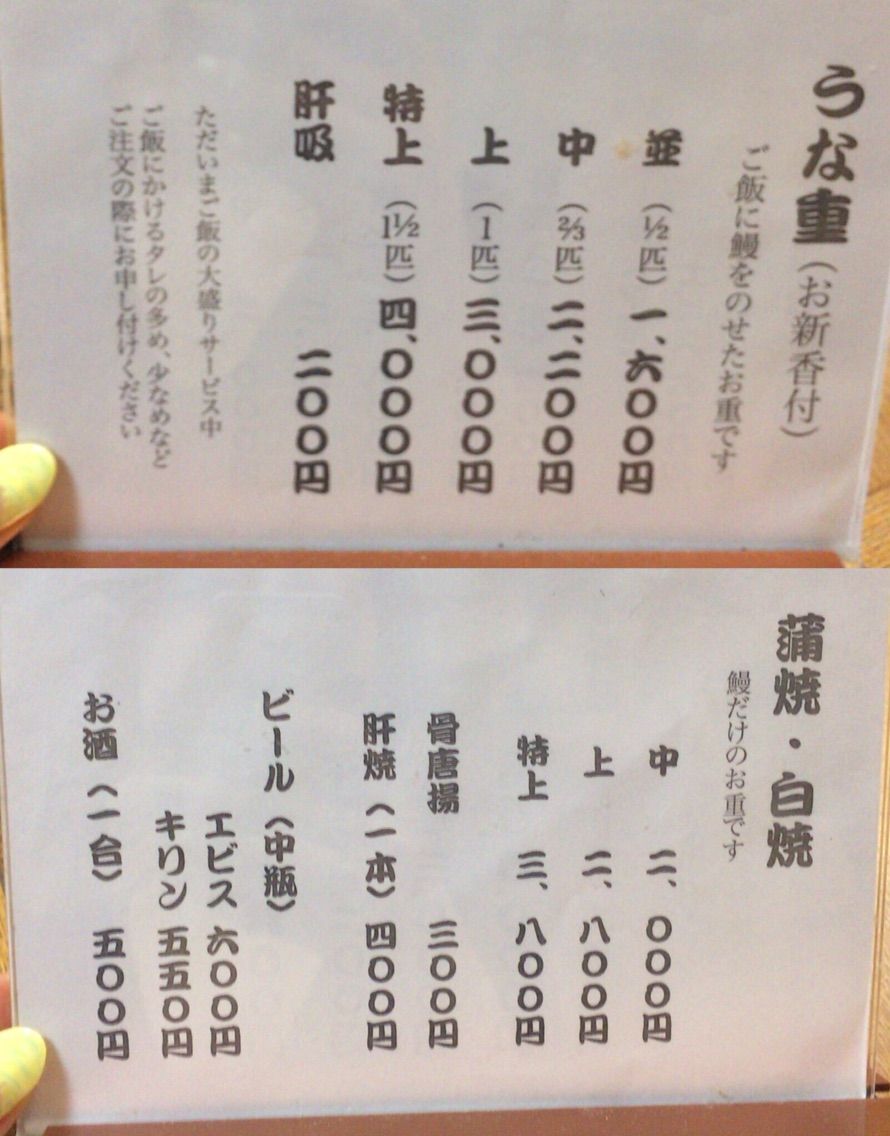 うな重（お新香付）
ご飯に鰻をのせたお重です
並（½匹）一、六〇〇円
中（⅔匹）二、二〇〇円
上（1匹）三、〇〇〇円
特上（1½匹）四、〇〇〇円
肝吸 二〇〇円
ただいまご飯の大盛りサービス中
ご飯にかけるタレの多め、少なめなど
ご注文の際にお申し付けください
蒲焼・白焼
鰻だけのお重です
中 二、〇〇〇円
上 二、八〇〇円
特上 三、八〇〇円
骨唐揚 三〇〇円
肝焼（一本）四〇〇円
ビール（中瓶）
エビス 六〇〇円
キリン 五五〇円
お酒（一合）五〇〇円